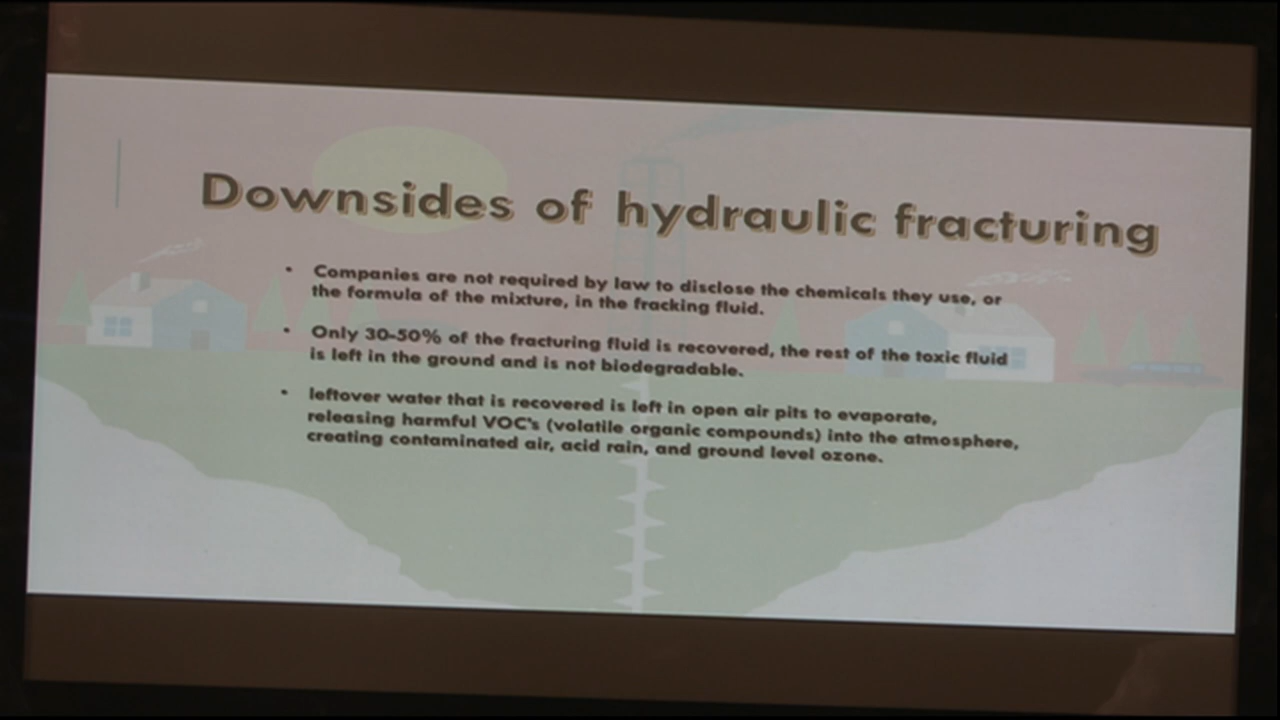 Downsides of hydraulic fracturing
• Companies are not required by law to disclose the chemicals they use, or
the formula of the mixture, in the fracking fluid.
• Only 30-50% of the fracturing fluid is recovered, the rest of the toxic fluid
is left in the ground and is not biodegradable.
• leftover water that is recovered is left in open air pits to evaporate,
releasing harmful VOC's (volatile organic compounds) into the atmosphere,
creating contaminated air, acid rain, and ground level ozone.